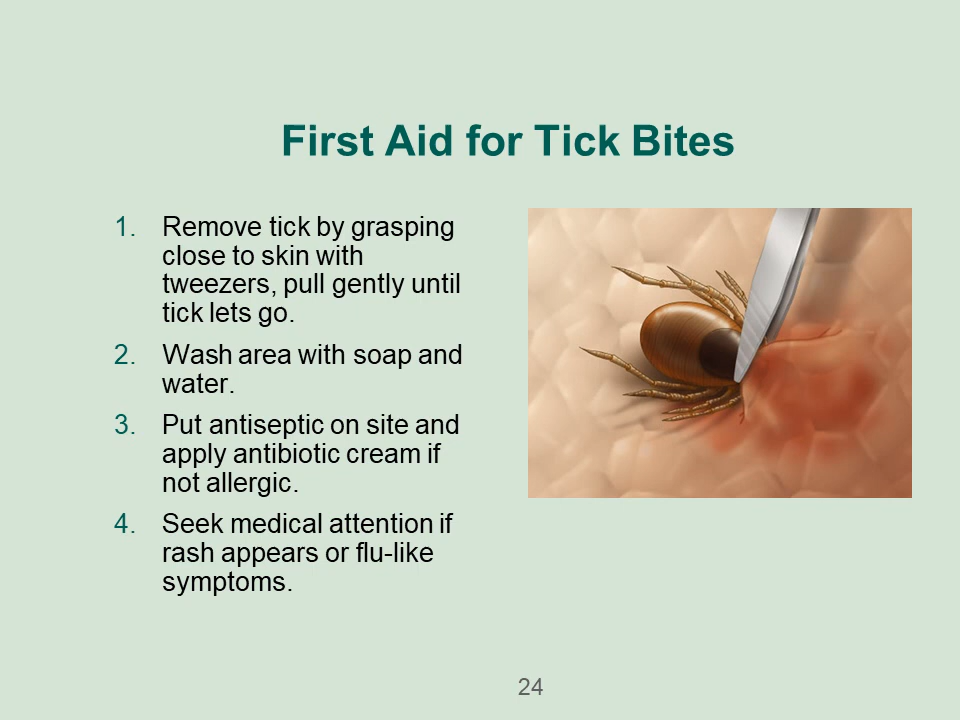 First Aid for Tick Bites
1. Remove tick by grasping
close to skin with
tweezers, pull gently until
tick lets go.
2. Wash area with soap and
water.
3. Put antiseptic on site and
apply antibiotic cream if
not allergic.
4. Seek medical attention if
rash appears or flu-like
symptoms.
24